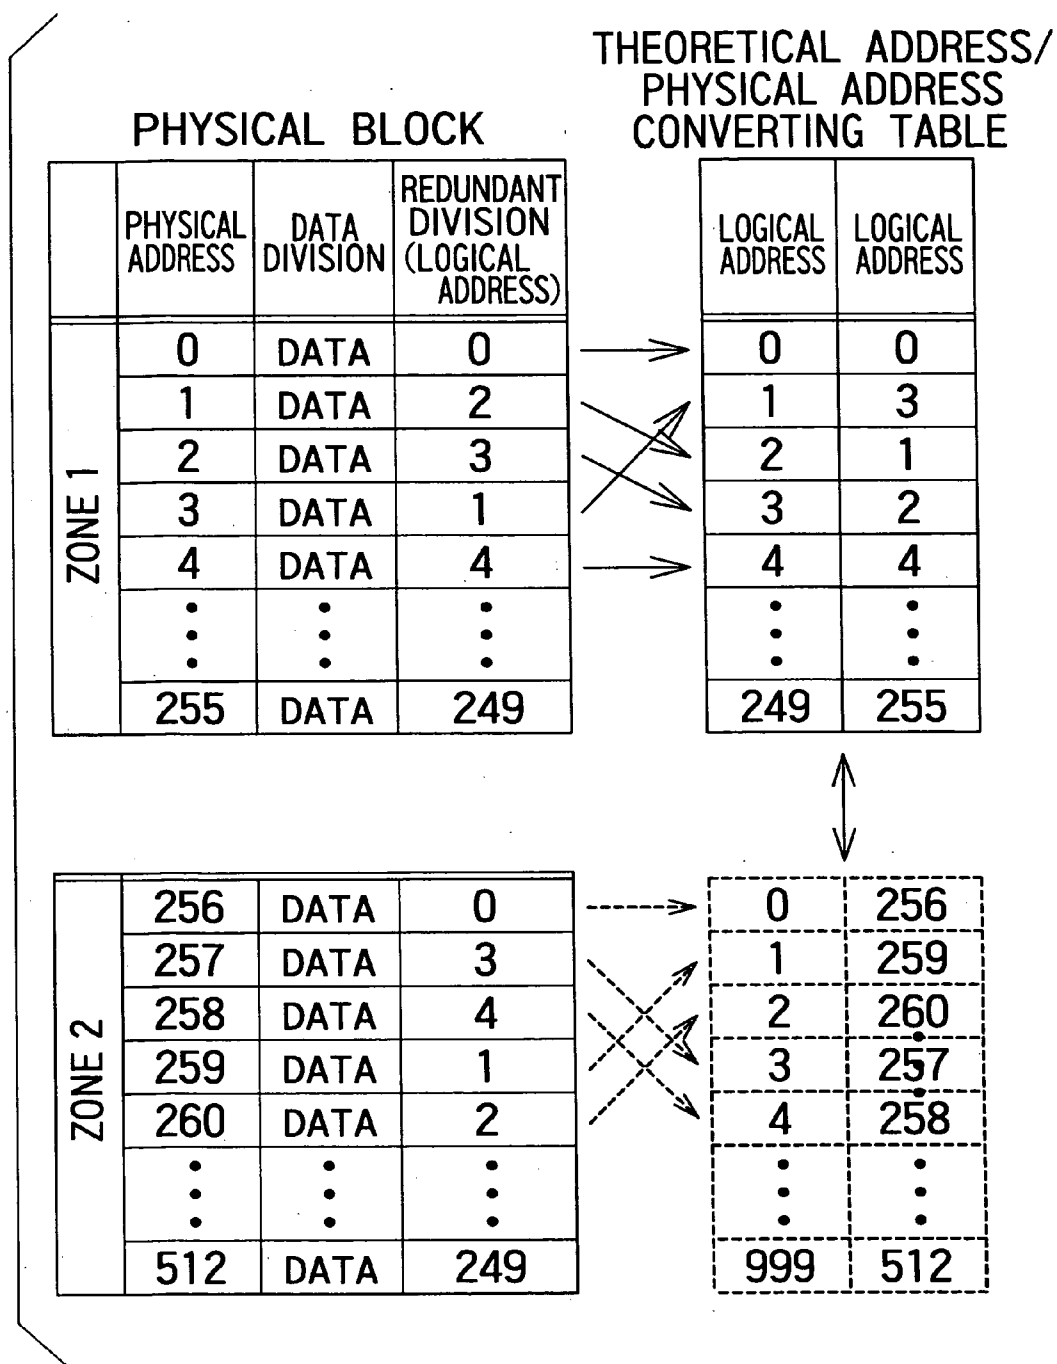 THEORETICAL ADDRESS/
PHYSICAL ADDRESS
CONVERTING TABLE
PHYSICAL BLOCK
PHYSICAL ADDRESS DATA DIVISION REDUNDANT DIVISION (LOGICAL ADDRESS)
ZONE 1
0 DATA 0
1 DATA 2
2 DATA 3
3 DATA 1
4 DATA 4
255 DATA 249
LOGICAL ADDRESS LOGICAL ADDRESS
0 0
1 3
2 1
3 2
4 4
249 255
ZONE 2
256 DATA 0
257 DATA 3
258 DATA 4
259 DATA 1
260 DATA 2
512 DATA 249
0 256
1 259
2 260
3 257
4 258
999 512